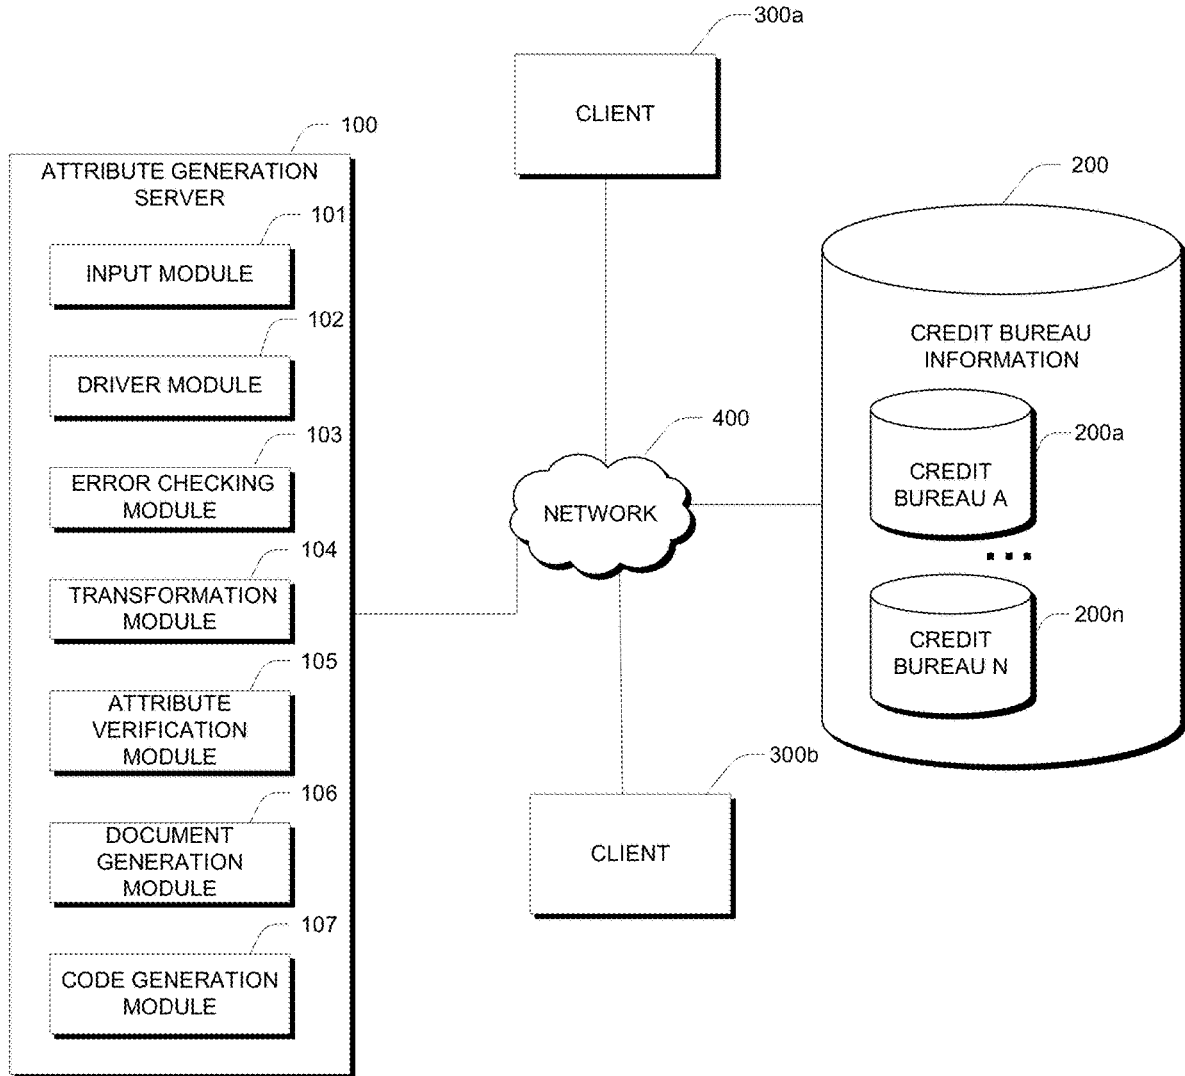 300a
CLIENT
100
ATTRIBUTE GENERATION
SERVER
101
INPUT MODULE
102
DRIVER MODULE
103
ERROR CHECKING
MODULE
104
TRANSFORMATION
MODULE
105
ATTRIBUTE
VERIFICATION
MODULE
106
DOCUMENT
GENERATION
MODULE
107
CODE GENERATION
MODULE
400
NETWORK
300b
CLIENT
200
CREDIT BUREAU
INFORMATION
200a
CREDIT
BUREAU A
...
200n
CREDIT
BUREAU N